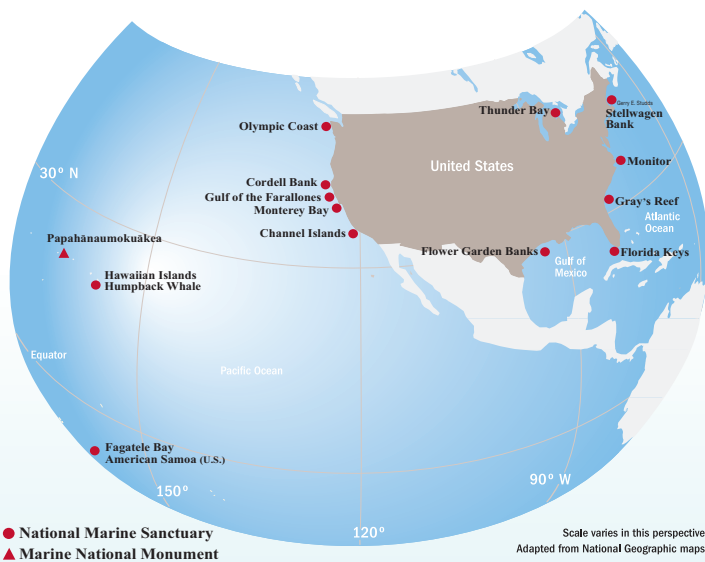 Thunder Bay
Gerry E. Studds
Stellwagen
Bank
Olympic Coast
United States
Monitor
30° N
Cordell Bank
Gulf of the Farallones
Monterey Bay
Gray's Reef
Atlantic
Ocean
Channel Islands
Papahānaumokuākea
Flower Garden Banks
Florida Keys
Gulf of
Mexico
Hawaiian Islands
Humpback Whale
Equator
Pacific Ocean
Fagatele Bay
American Samoa (U.S.)
90° W
150°
120°
National Marine Sanctuary
Marine National Monument
Scale varies in this perspective
Adapted from National Geographic maps